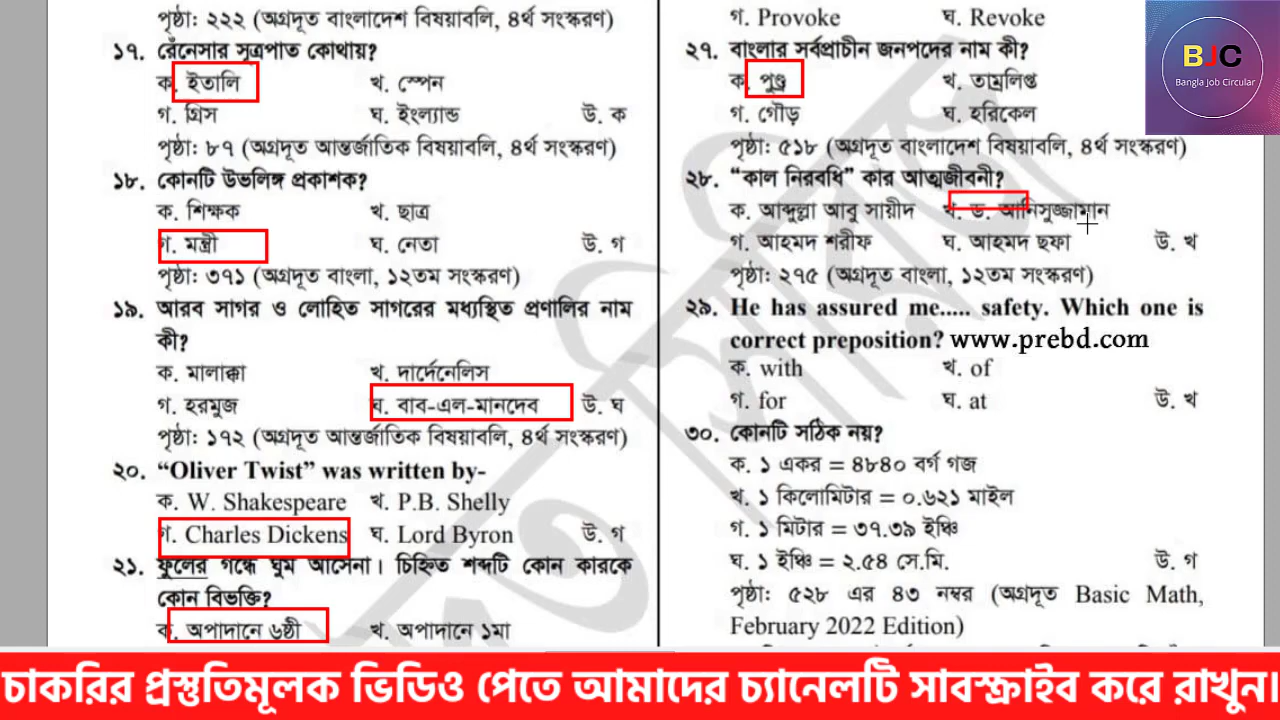 পৃষ্ঠা: ২২২ (অগ্রদূত বাংলাদেশ বিষয়াবলি, ৪র্থ সংস্করণ)
১৭. রেঁনেসার সূত্রপাত কোথায়?
ক. ইতালি খ. স্পেন
গ. গ্রিস ঘ. ইংল্যান্ড উ. ক
পৃষ্ঠা: ৮৭ (অগ্রদূত আন্তর্জাতিক বিষয়াবলি, ৪র্থ সংস্করণ)
১৮. কোনটি উভলিঙ্গ প্রকাশক?
ক. শিক্ষক খ. ছাত্র
গ. মন্ত্রী ঘ. নেতা উ. গ
পৃষ্ঠা: ৩৭১ (অগ্রদূত বাংলা, ১২তম সংস্করণ)
১৯. আরব সাগর ও লোহিত সাগরের মধ্যস্থিত প্রণালির নাম
কী?
ক. মালাক্কা খ. দার্দেনেলিস
গ. হরমুজ ঘ. বাব-এল-মানদেব উ. ঘ
পৃষ্ঠা: ১৭২ (অগ্রদূত আন্তর্জাতিক বিষয়াবলি, ৪র্থ সংস্করণ)
২০. “Oliver Twist” was written by-
ক. W. Shakespeare খ. P.B. Shelly
গ. Charles Dickens ঘ. Lord Byron উ. গ
২১. ফুলের গন্ধে ঘুম আসেনা। চিহ্নিত শব্দটি কোন কারকে
কোন বিভক্তি?
ক. অপাদানে ৬ষ্ঠী খ. অপাদানে ১মা
গ. Provoke ঘ. Revoke
২৭. বাংলার সর্বপ্রাচীন জনপদের নাম কী?
ক. পুণ্ড্র খ. তাম্রলিপ্ত
গ. গৌড় ঘ. হরিকেল
পৃষ্ঠা: ৫১৮ (অগ্রদূত বাংলাদেশ বিষয়াবলি, ৪র্থ সংস্করণ)
২৮. “কাল নিরবধি” কার আত্মজীবনী?
ক. আব্দুল্লা আবু সায়ীদ খ. ড. আনিসুজ্জামান
গ. আহমদ শরীফ ঘ. আহমদ ছফা উ. খ
পৃষ্ঠা: ২৭৫ (অগ্রদূত বাংলা, ১২তম সংস্করণ)
২৯. He has assured me..... safety. Which one is
correct preposition? www.prebd.com
ক. with খ. of
গ. for ঘ. at উ. খ
৩০. কোনটি সঠিক নয়?
ক. ১ একর = ৪৮৪০ বর্গ গজ
খ. ১ কিলোমিটার = ০.৬২১ মাইল
গ. ১ মিটার = ৩৭.৩৯ ইঞ্চি
ঘ. ১ ইঞ্চি = ২.৫৪ সে.মি. উ. গ
পৃষ্ঠা: ৫২৮ এর ৪৩ নম্বর (অগ্রদূত Basic Math,
February 2022 Edition)
BJC
Bangla Job Circular
চাকরির প্রস্তুতিমূলক ভিডিও পেতে আমাদের চ্যানেলটি সাবস্ক্রাইব করে রাখুন।